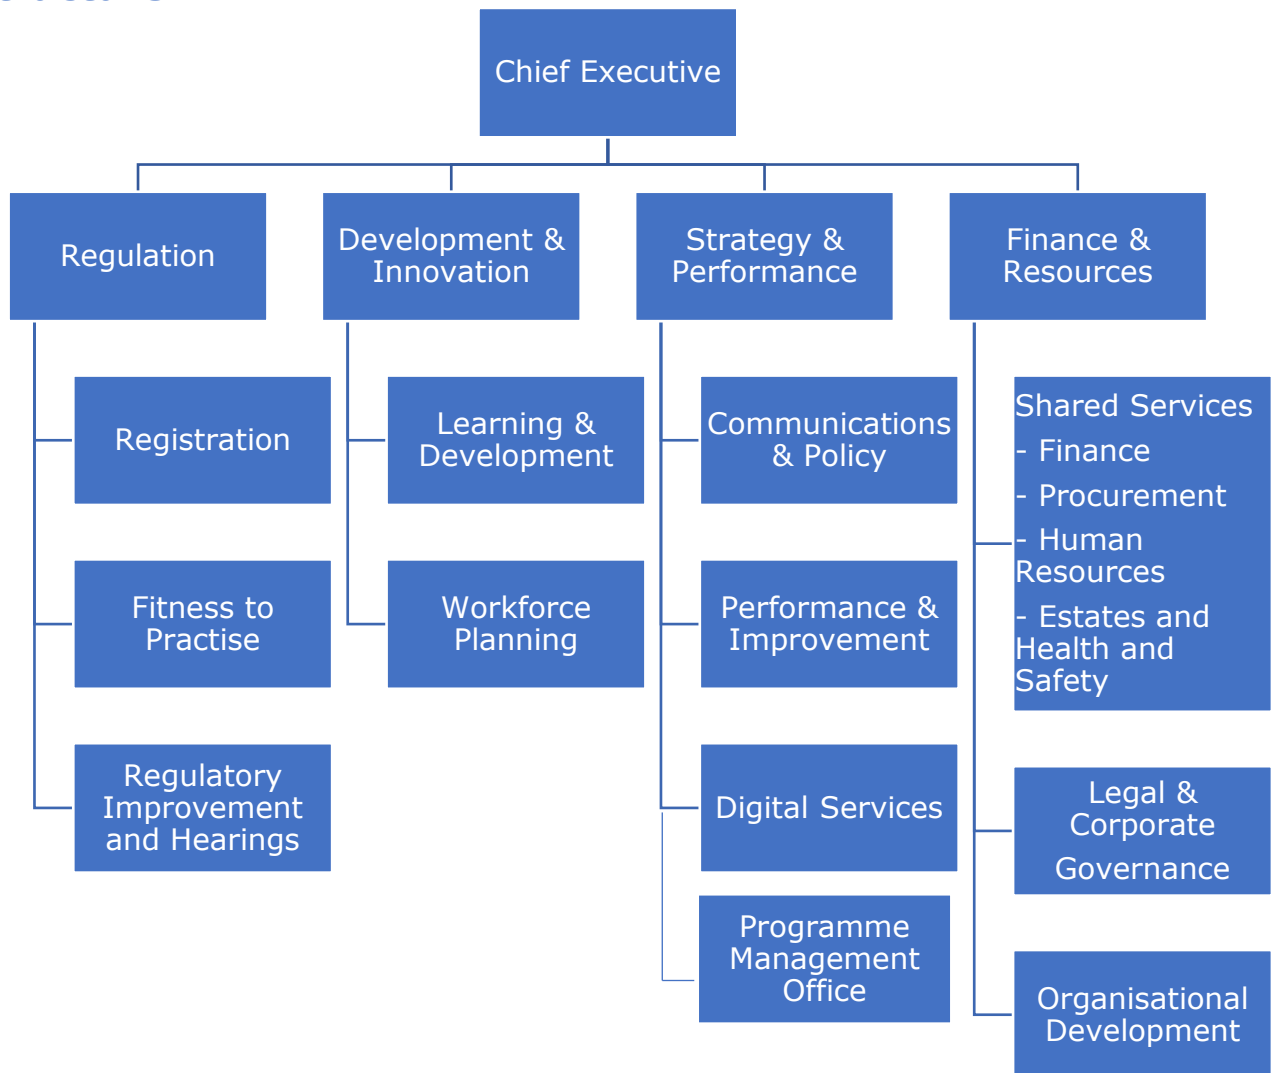 Chief Executive
Regulation
Development &
Innovation
Strategy &
Performance
Finance &
Resources
Registration
Fitness to
Practise
Regulatory
Improvement
and Hearings
Learning &
Development
Workforce
Planning
Communications
& Policy
Performance &
Improvement
Digital Services
Programme
Management
Office
Shared Services
- Finance
- Procurement
- Human
Resources
- Estates and
Health and
Safety
Legal &
Corporate
Governance
Organisational
Development